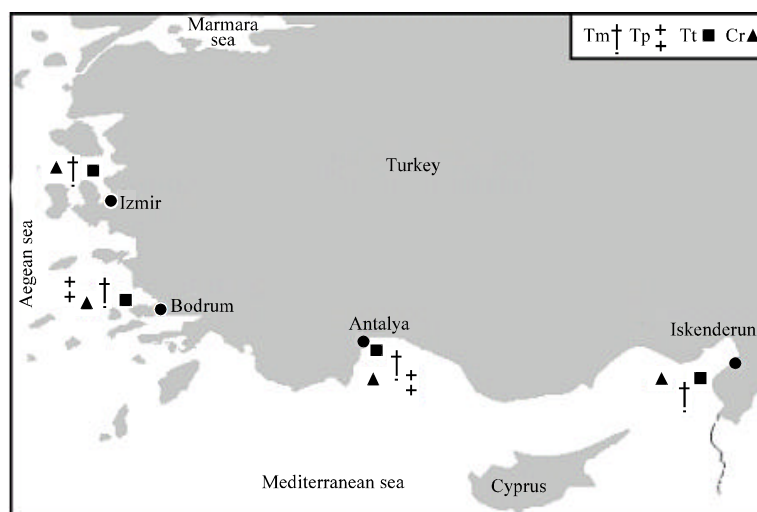 Marmara
sea
Tm Tp Tt Cr
Turkey
Izmir
Aegean sea
Bodrum
Antalya
Iskenderun
Mediterranean sea
Cyprus